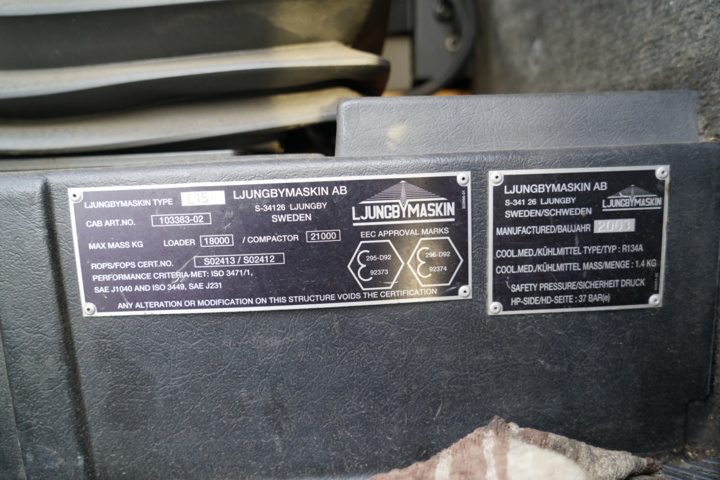 LJUNGBYMASKIN TYPE L15 LJUNGBYMASKIN AB
S-34126 LJUNGBY
SWEDEN
LJUNGBYMASKIN
CAB ART.NO. 103383-02
MAX MASS KG LOADER 18000 / COMPACTOR 21000
ROPS/FOPS CERT.NO. S02413 / S02412
PERFORMANCE CRITERIA MET: ISO 3471/1,
SAE J1040 AND ISO 3449, SAE J231
EEC APPROVAL MARKS
295-D92
92373
296-D92
92374
ANY ALTERATION OR MODIFICATION ON THIS STRUCTURE VOIDS THE CERTIFICATION
LJUNGBYMASKIN AB
S-341 26 LJUNGBY
SWEDEN/SCHWEDEN
LJUNGBYMASKIN
MANUFACTURED/BAUJAHR 2003
COOL.MED./KÜHLMITTEL TYPE/TYP: R134A
COOL.MED./KÜHLMITTEL MASS/MENGE: 1.4 KG
SAFETY PRESSURE/SICHERHEIT DRUCK
HP-SIDE/HD-SEITE: 37 BAR(e)